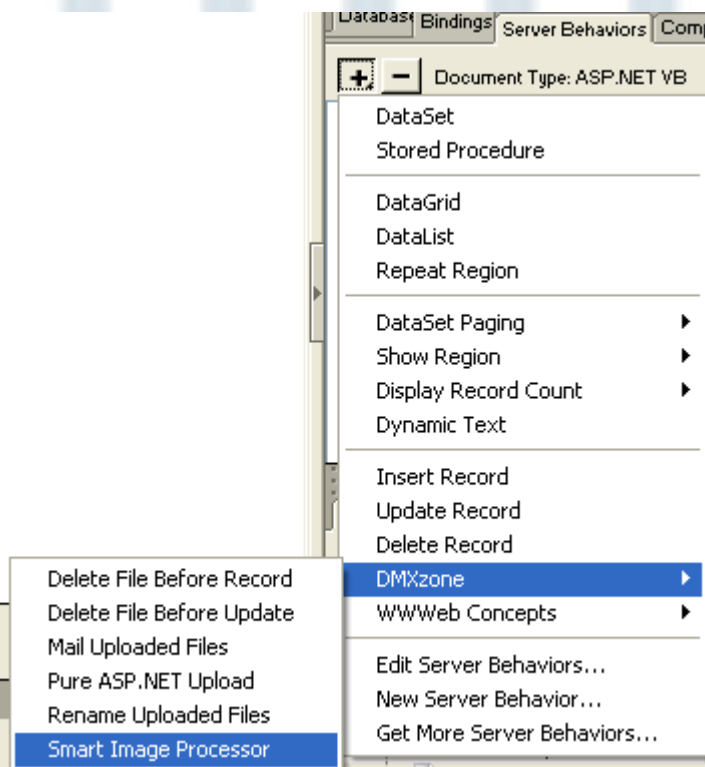 Database Bindings Server Behaviors Comp
+ - Document Type: ASP.NET VB
DataSet
Stored Procedure
DataGrid
DataList
Repeat Region
DataSet Paging
Show Region
Display Record Count
Dynamic Text
Insert Record
Update Record
Delete Record
DMXzone
WWWeb Concepts
Edit Server Behaviors...
New Server Behavior...
Get More Server Behaviors...
Delete File Before Record
Delete File Before Update
Mail Uploaded Files
Pure ASP.NET Upload
Rename Uploaded Files
Smart Image Processor